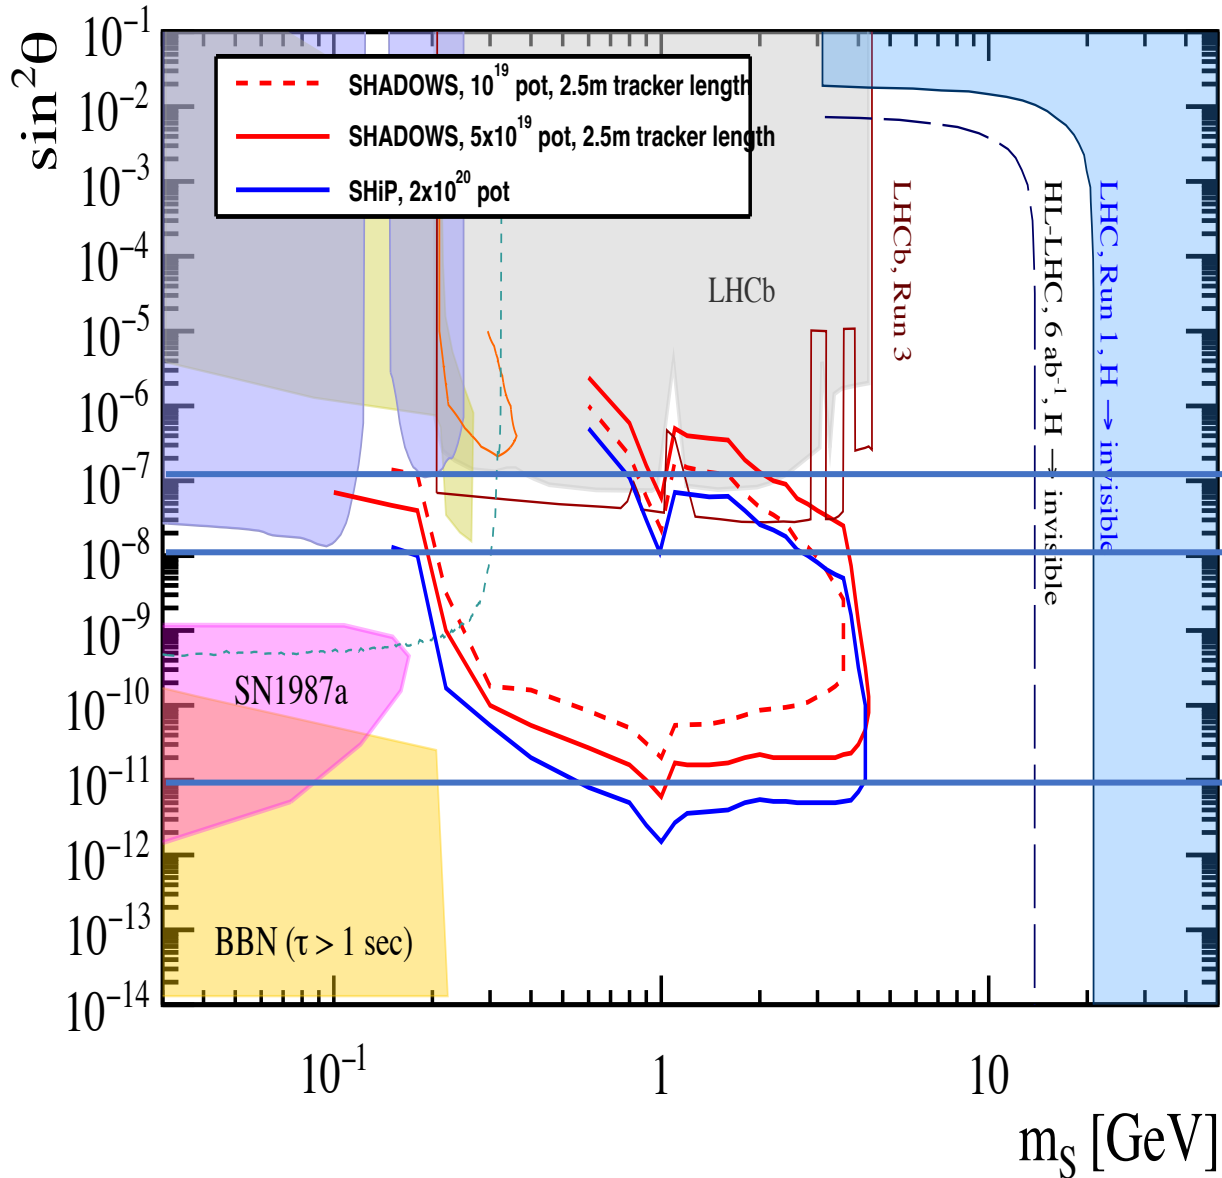 sin²θ
10⁻¹
10⁻²
10⁻³
10⁻⁴
10⁻⁵
10⁻⁶
10⁻⁷
10⁻⁸
10⁻⁹
10⁻¹⁰
10⁻¹¹
10⁻¹²
10⁻¹³
10⁻¹⁴
SHADOWS, 10¹⁹ pot, 2.5m tracker length
SHADOWS, 5x10¹⁹ pot, 2.5m tracker length
SHiP, 2x10²⁰ pot
LHCb
LHCb, Run 3
HL-LHC, 6 ab⁻¹, H → invisible
LHC, Run 1, H → invisible
SN1987a
BBN (τ > 1 sec)
10⁻¹
1
10
m_S [GeV]